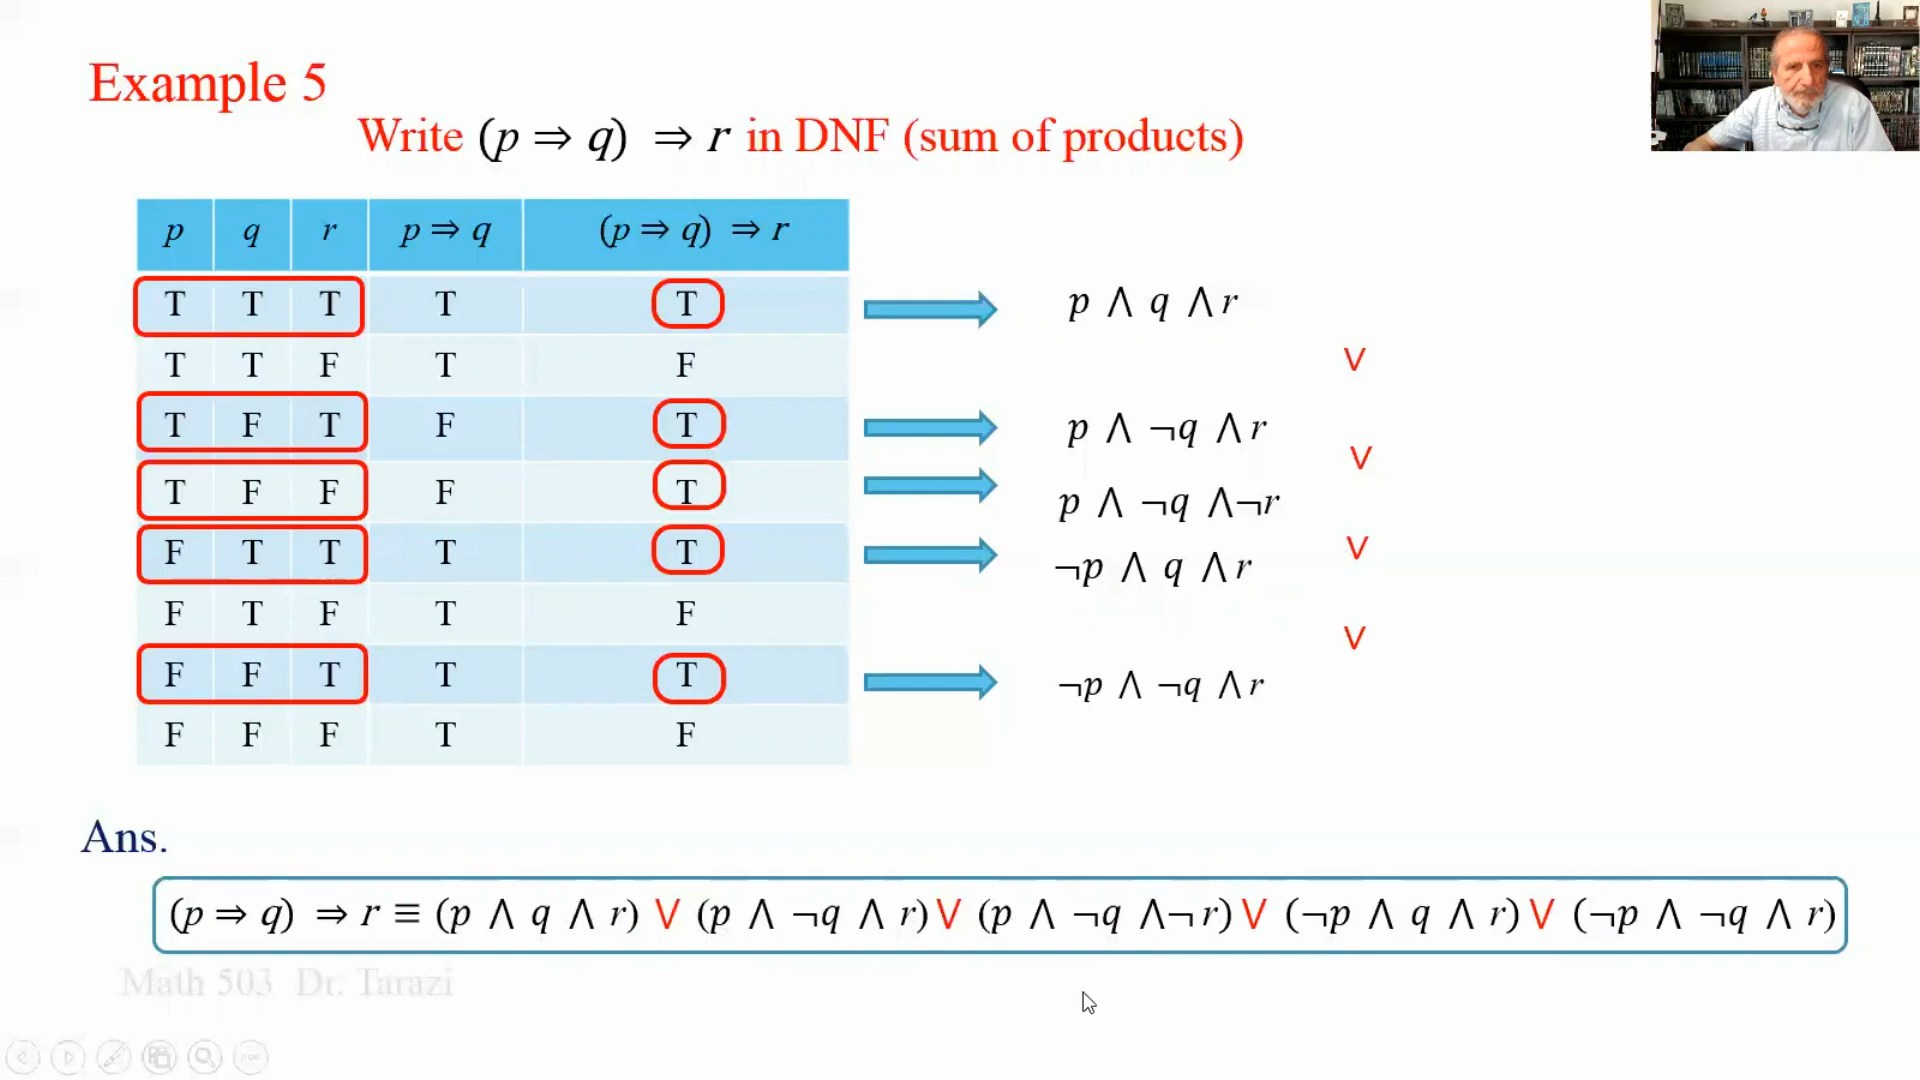 Example 5
Write (p ⇒ q) ⇒ r in DNF (sum of products)
p q r p ⇒ q (p ⇒ q) ⇒ r
T T T T T p ∧ q ∧ r
∨
T T F T F
T F T F T p ∧ ¬q ∧ r
∨
T F F F T p ∧ ¬q ∧¬r
∨
F T T T T ¬p ∧ q ∧ r
F T F T F
∨
F F T T T ¬p ∧ ¬q ∧ r
F F F T F
Ans.
(p ⇒ q) ⇒ r ≡ (p ∧ q ∧ r) ∨ (p ∧ ¬q ∧ r) ∨ (p ∧ ¬q ∧¬ r) ∨ (¬p ∧ q ∧ r) ∨ (¬p ∧ ¬q ∧ r)
Math 503 Dr. Tarazi